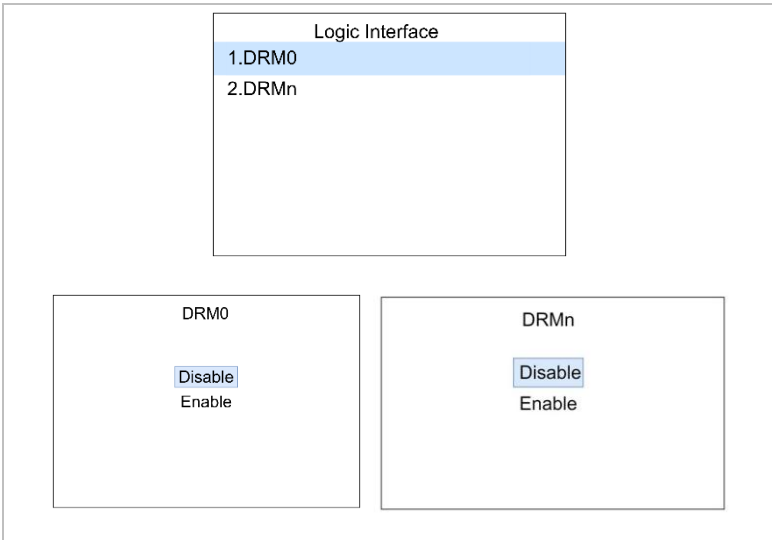 Logic Interface
1.DRM0
2.DRMn
DRM0
Disable
Enable
DRMn
Disable
Enable